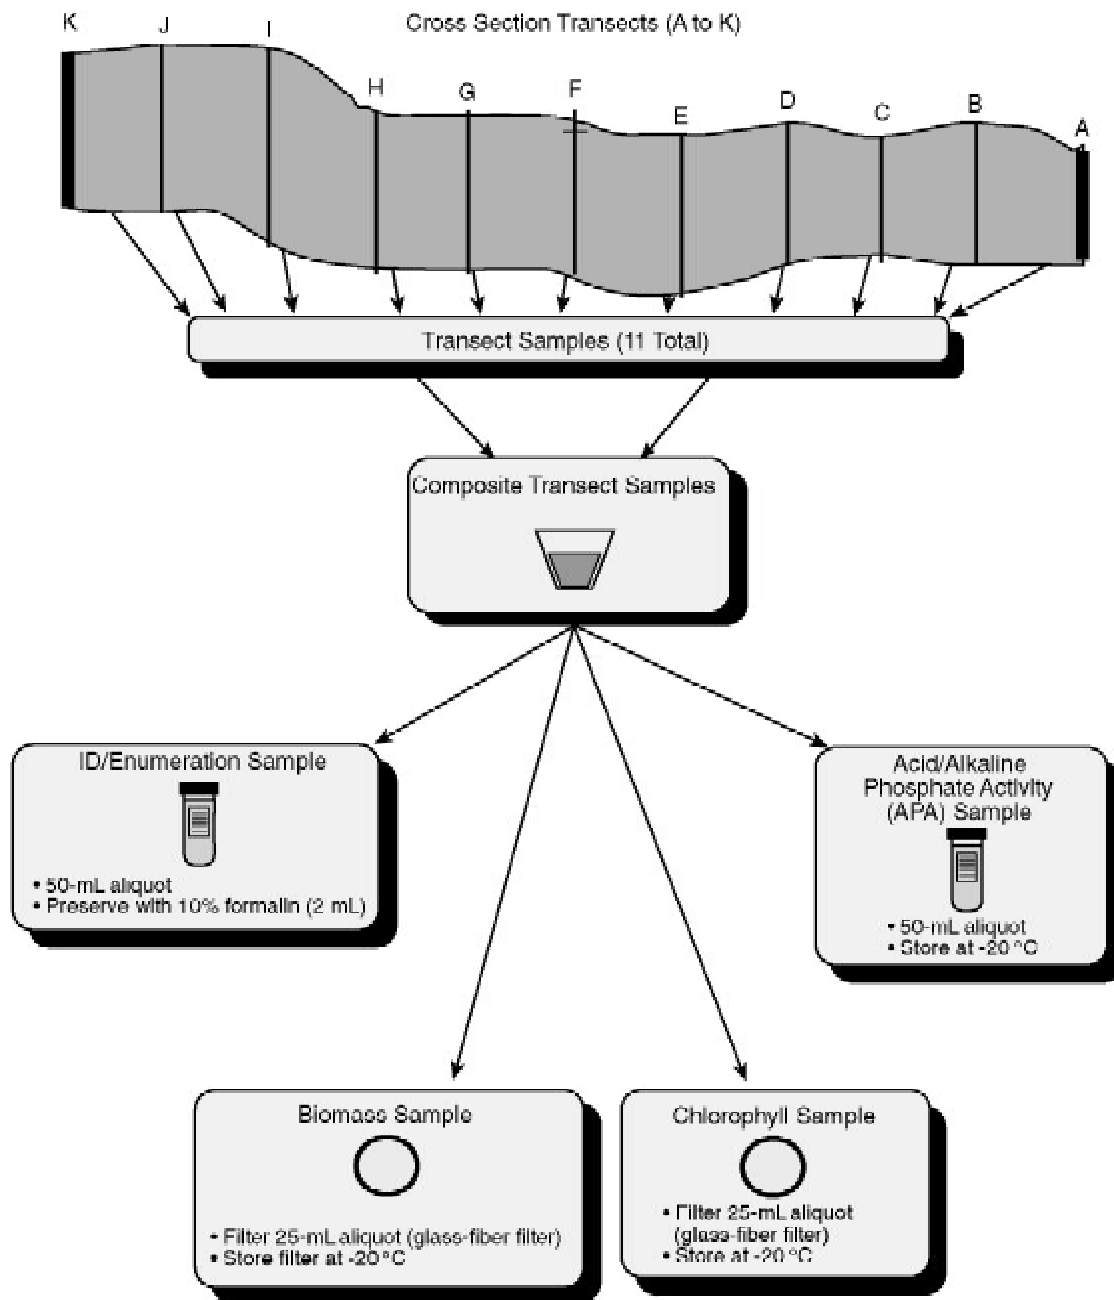 Cross Section Transects (A to K)
K
J
I
H
G
F
E
D
C
B
A
Transect Samples (11 Total)
Composite Transect Samples
ID/Enumeration Sample
• 50-mL aliquot
• Preserve with 10% formalin (2 mL)
Acid/Alkaline
Phosphate Activity
(APA) Sample
• 50-mL aliquot
• Store at -20 °C
Biomass Sample
• Filter 25-mL aliquot (glass-fiber filter)
• Store filter at -20 °C
Chlorophyll Sample
• Filter 25-mL aliquot
(glass-fiber filter)
• Store at -20 °C